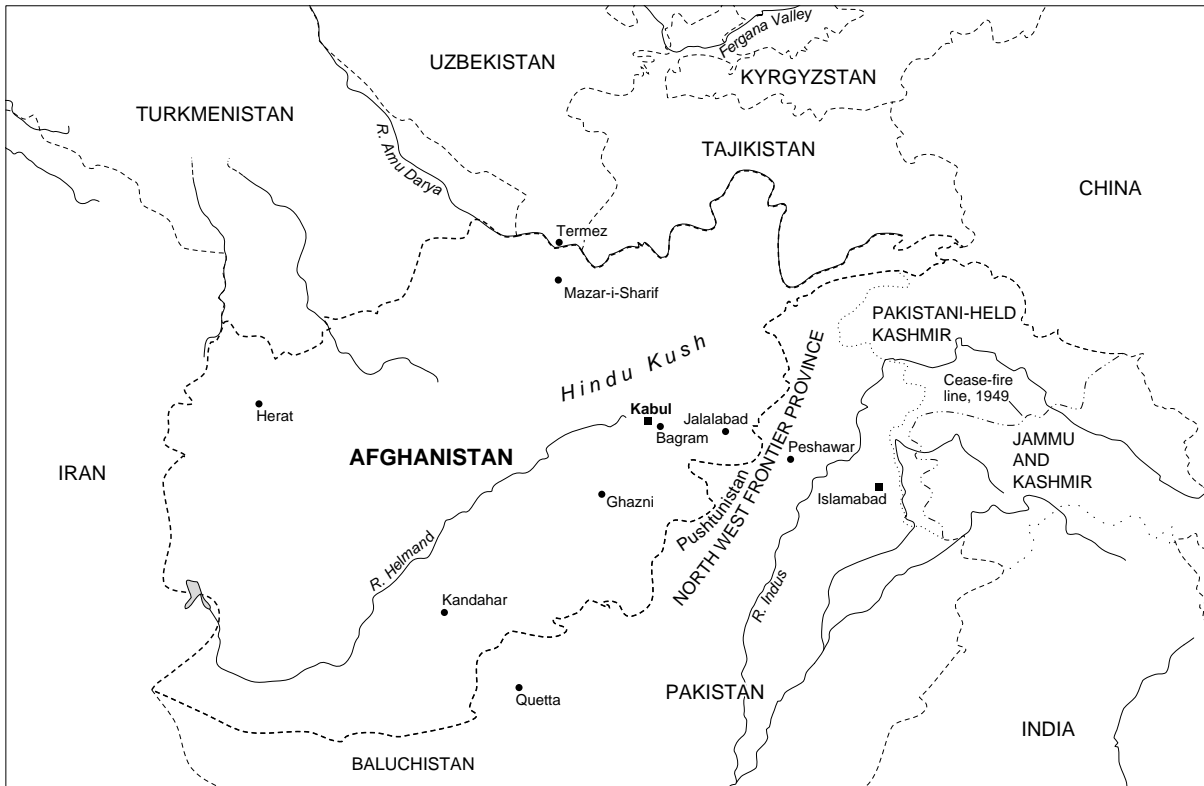 Fergana Valley
UZBEKISTAN
KYRGYZSTAN
TURKMENISTAN
R. Amu Darya
TAJIKISTAN
CHINA
Termez
Mazar-i-Sharif
PAKISTANI-HELD
KASHMIR
Hindu Kush
Cease-fire
line, 1949
Herat
Kabul
Bagram
Jalalabad
JAMMU
AND
KASHMIR
IRAN
AFGHANISTAN
Peshawar
Islamabad
Ghazni
Pushtunistan
NORTH WEST FRONTIER PROVINCE
R. Helmand
R. Indus
Kandahar
Quetta
PAKISTAN
INDIA
BALUCHISTAN